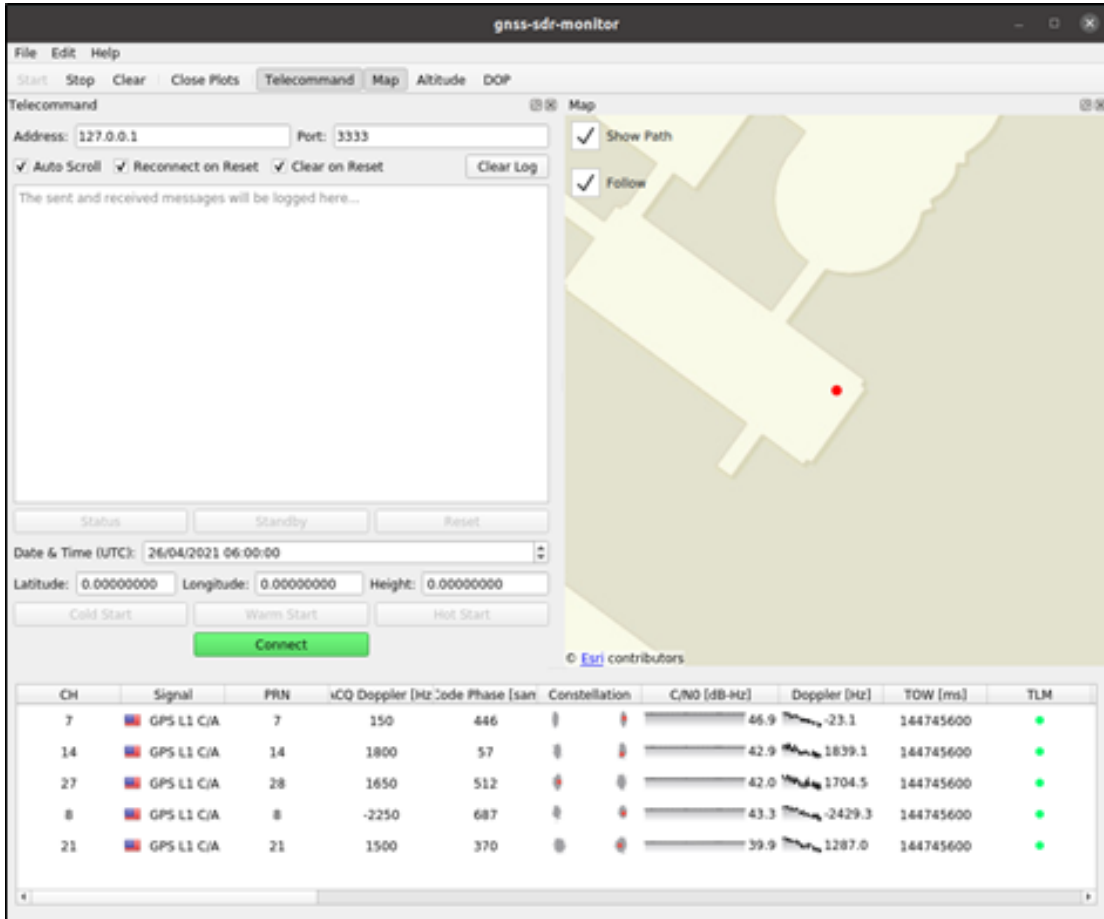 gnss-sdr-monitor
File Edit Help
Start Stop Clear Close Plots Telecommand Map Altitude DOP
Telecommand
Address: 127.0.0.1 Port: 3333
✓ Auto Scroll ✓ Reconnect on Reset ✓ Clear on Reset Clear Log
The sent and received messages will be logged here...
Status Standby Reset
Date & Time (UTC): 26/04/2021 06:00:00
Latitude: 0.00000000 Longitude: 0.00000000 Height: 0.00000000
Cold Start Warm Start Hot Start
Connect
Map
✓ Show Path
✓ Follow
© Esri contributors
CH Signal PRN ACQ Doppler [Hz Code Phase [sam Constellation C/N0 [dB-Hz] Doppler [Hz] TOW [ms] TLM
7 GPS L1 C/A 7 150 446 46.9 -23.1 144745600
14 GPS L1 C/A 14 1800 57 42.9 1839.1 144745600
27 GPS L1 C/A 28 1650 512 42.0 1704.5 144745600
8 GPS L1 C/A 8 -2250 687 43.3 -2429.3 144745600
21 GPS L1 C/A 21 1500 370 39.9 1287.0 144745600